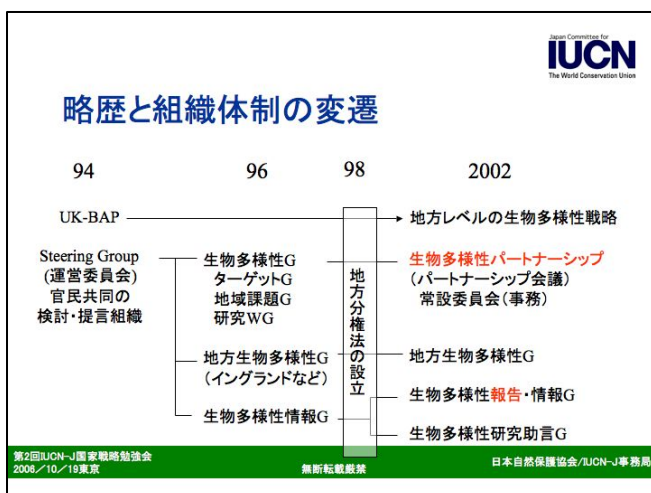 Japan Committee for
IUCN
The World Conservation Union
略歴と組織体制の変遷
94
96
98
2002
UK-BAP
地方レベルの生物多様性戦略
Steering Group
(運営委員会)
官民共同の
検討・提言組織
生物多様性G
ターゲットG
地域課題G
研究WG
地方生物多様性G
(イングランドなど)
生物多様性情報G
地方分権法の設立
生物多様性パートナーシップ
(パートナーシップ会議)
常設委員会(事務)
地方生物多様性G
生物多様性報告・情報G
生物多様性研究助言G
第2回IUCN-J国家戦略勉強会
2006/10/19東京
無断転載厳禁
日本自然保護協会/IUCN-J事務局